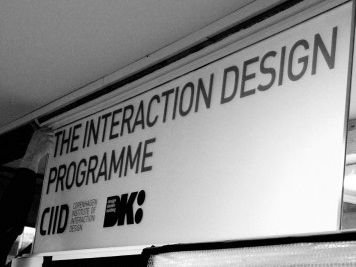 THE INTERACTION DESIGN
PROGRAMME
CIID
COPENHAGEN
INSTITUTE OF
INTERACTION
DESIGN
DK: